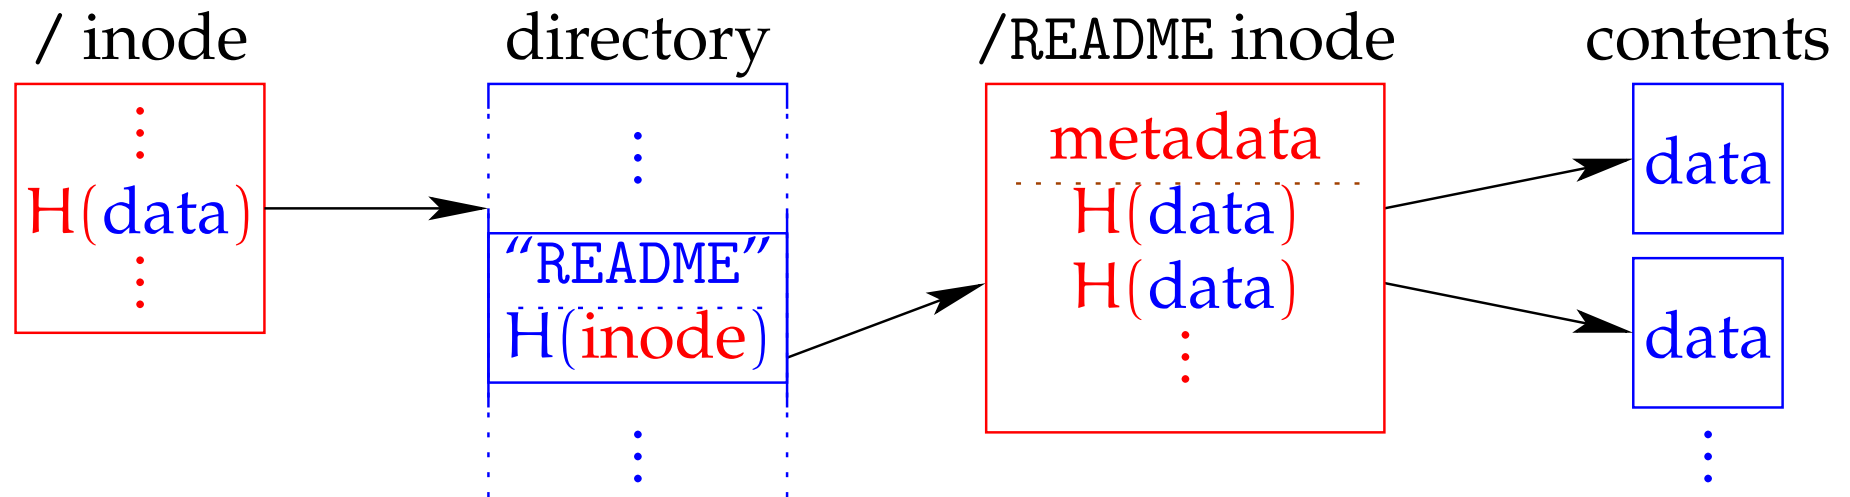 / inode
H(data)
directory
“README”
H(inode)
/README inode
metadata
H(data)
H(data)
contents
data
data